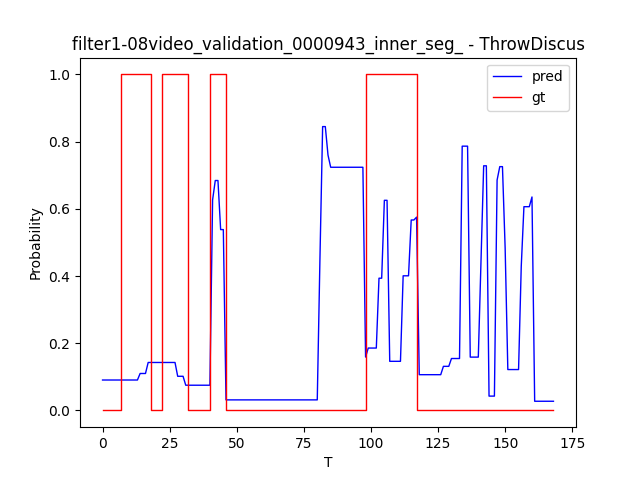 filter1-08video_validation_0000943_inner_seg_ - ThrowDiscus
pred
gt
1.0
0.8
0.6
0.4
0.2
0.0
Probability
0
25
50
75
100
125
150
175
T